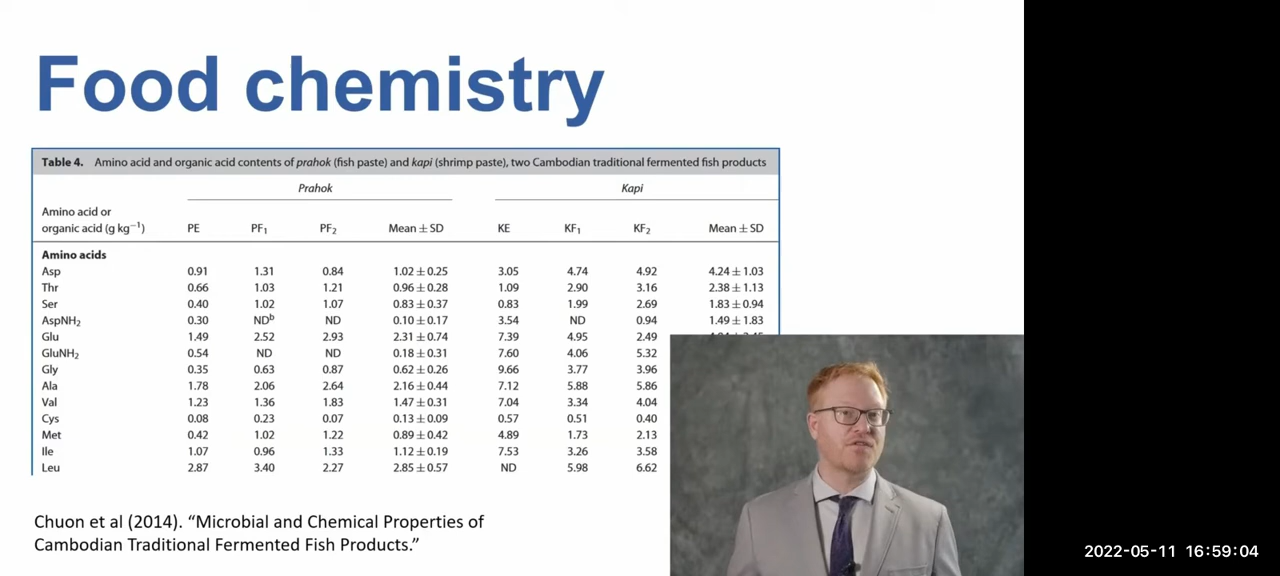 Food chemistry
Table 4. Amino acid and organic acid contents of prahok (fish paste) and kapi (shrimp paste), two Cambodian traditional fermented fish products
Prahok Kapi
Amino acid or
organic acid (g kg⁻¹) PE PF₁ PF₂ Mean ± SD KE KF₁ KF₂ Mean ± SD
Amino acids
Asp 0.91 1.31 0.84 1.02 ± 0.25 3.05 4.74 4.92 4.24 ± 1.03
Thr 0.66 1.03 1.21 0.96 ± 0.28 1.09 2.90 3.16 2.38 ± 1.13
Ser 0.40 1.02 1.07 0.83 ± 0.37 0.83 1.99 2.69 1.83 ± 0.94
AspNH₂ 0.30 NDᵇ ND 0.10 ± 0.17 3.54 ND 0.94 1.49 ± 1.83
Glu 1.49 2.52 2.93 2.31 ± 0.74 7.39 4.95 2.49
GluNH₂ 0.54 ND ND 0.18 ± 0.31 7.60 4.06 5.32
Gly 0.35 0.63 0.87 0.62 ± 0.26 9.66 3.77 3.96
Ala 1.78 2.06 2.64 2.16 ± 0.44 7.12 5.88 5.86
Val 1.23 1.36 1.83 1.47 ± 0.31 7.04 3.34 4.04
Cys 0.08 0.23 0.07 0.13 ± 0.09 0.57 0.51 0.40
Met 0.42 1.02 1.22 0.89 ± 0.42 4.89 1.73 2.13
Ile 1.07 0.96 1.33 1.12 ± 0.19 7.53 3.26 3.58
Leu 2.87 3.40 2.27 2.85 ± 0.57 ND 5.98 6.62
Chuon et al (2014). “Microbial and Chemical Properties of
Cambodian Traditional Fermented Fish Products.”
2022-05-11 16:59:04